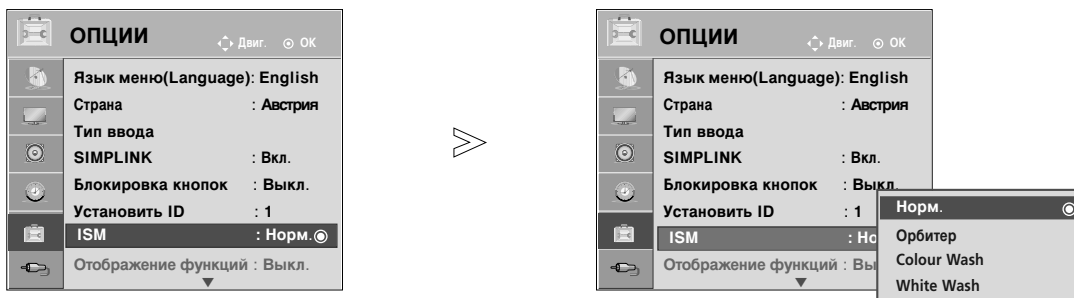 ОПЦИИ
Двиг. OK
Язык меню(Language): English
Страна : Австрия
Тип ввода
SIMPLINK : Вкл.
Блокировка кнопок : Выкл.
Установить ID : 1
ISM : Норм.
Отображение функций : Выкл.
ОПЦИИ
Двиг. OK
Язык меню(Language): English
Страна : Австрия
Тип ввода
SIMPLINK : Вкл.
Блокировка кнопок : Выкл.
Установить ID : 1
ISM : Но
Отображение функций : Вы
Норм.
Орбитер
Colour Wash
White Wash